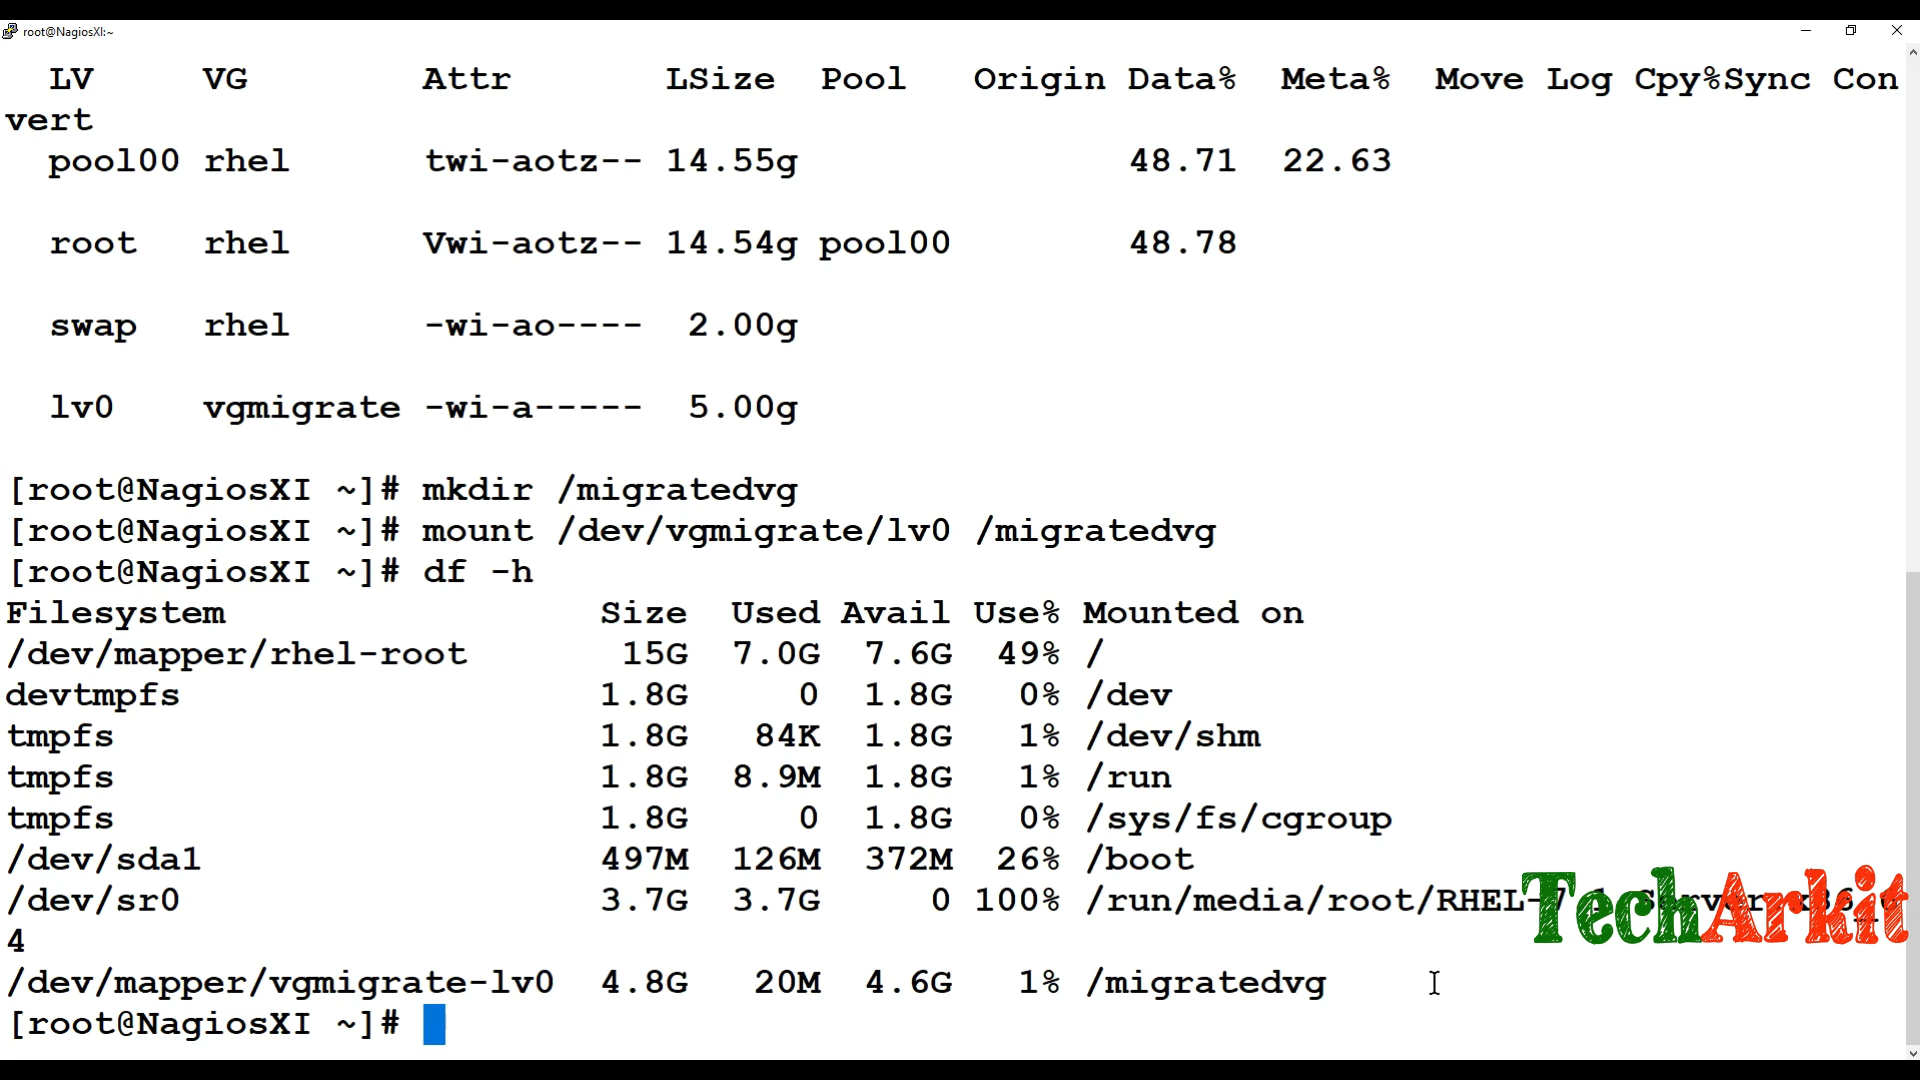 root@NagiosXI:~
LV VG Attr LSize Pool Origin Data% Meta% Move Log Cpy%Sync Con
vert
pool00 rhel twi-aotz-- 14.55g 48.71 22.63
root rhel Vwi-aotz-- 14.54g pool00 48.78
swap rhel -wi-ao---- 2.00g
lv0 vgmigrate -wi-a----- 5.00g
[root@NagiosXI ~]# mkdir /migratedvg
[root@NagiosXI ~]# mount /dev/vgmigrate/lv0 /migratedvg
[root@NagiosXI ~]# df -h
Filesystem Size Used Avail Use% Mounted on
/dev/mapper/rhel-root 15G 7.0G 7.6G 49% /
devtmpfs 1.8G 0 1.8G 0% /dev
tmpfs 1.8G 84K 1.8G 1% /dev/shm
tmpfs 1.8G 8.9M 1.8G 1% /run
tmpfs 1.8G 0 1.8G 0% /sys/fs/cgroup
/dev/sda1 497M 126M 372M 26% /boot
/dev/sr0 3.7G 3.7G 0 100% /run/media/root/RHEL-7
4
/dev/mapper/vgmigrate-lv0 4.8G 20M 4.6G 1% /migratedvg
[root@NagiosXI ~]#
TechArkit